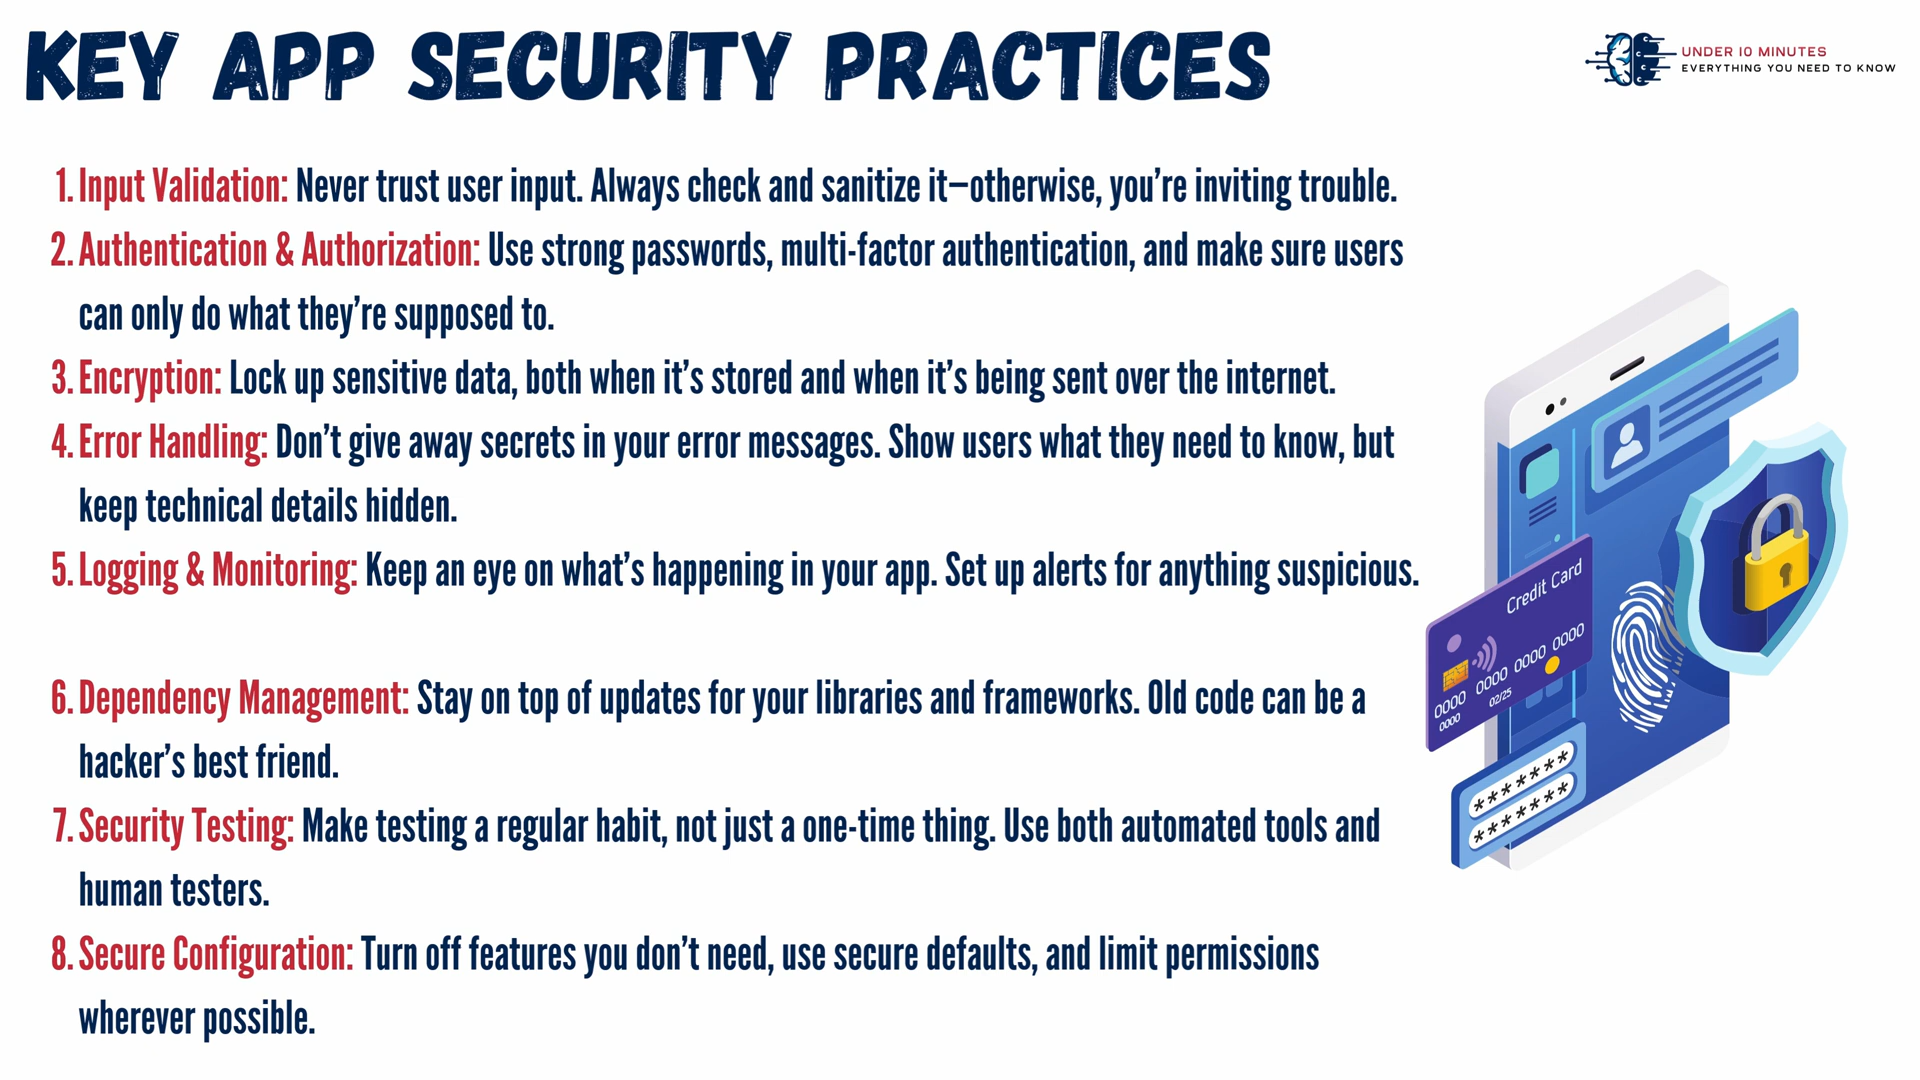 KEY APP SECURITY PRACTICES
UNDER 10 MINUTES
EVERYTHING YOU NEED TO KNOW
1. Input Validation: Never trust user input. Always check and sanitize it—otherwise, you’re inviting trouble.
2. Authentication & Authorization: Use strong passwords, multi-factor authentication, and make sure users
can only do what they’re supposed to.
3. Encryption: Lock up sensitive data, both when it’s stored and when it’s being sent over the internet.
4. Error Handling: Don’t give away secrets in your error messages. Show users what they need to know, but
keep technical details hidden.
5. Logging & Monitoring: Keep an eye on what’s happening in your app. Set up alerts for anything suspicious.
6. Dependency Management: Stay on top of updates for your libraries and frameworks. Old code can be a
hacker’s best friend.
7. Security Testing: Make testing a regular habit, not just a one-time thing. Use both automated tools and
human testers.
8. Secure Configuration: Turn off features you don’t need, use secure defaults, and limit permissions
wherever possible.
Credit Card
0000 0000 0000 0000
0000 02/25
*******
*******